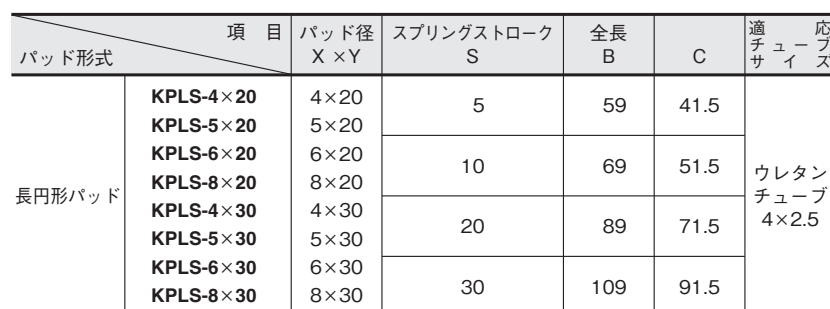 項 目 パッド径 スプリングストローク 全長 適 応
パッド形式 X ×Y S B C チューブ
サイズ
KPLS-4×20 4×20
5 59 41.5
KPLS-5×20 5×20
KPLS-6×20 6×20
10 69 51.5
KPLS-8×20 8×20
長円形パッド
ウレタン
チューブ
4×2.5
KPLS-4×30 4×30
20 89 71.5
KPLS-5×30 5×30
KPLS-6×30 6×30
30 109 91.5
KPLS-8×30 8×30